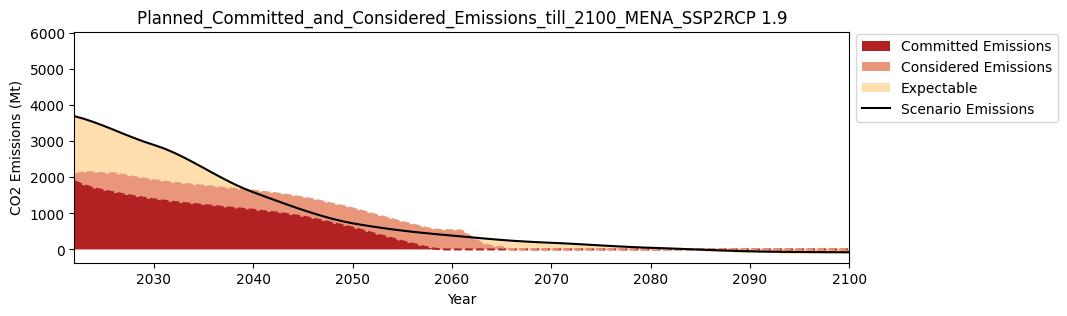 Planned_Committed_and_Considered_Emissions_till_2100_MENA_SSP2RCP 1.9
6000
5000
4000
3000
2000
1000
0
CO2 Emissions (Mt)
2030 2040 2050 2060 2070 2080 2090 2100
Year
Committed Emissions
Considered Emissions
Expectable
Scenario Emissions